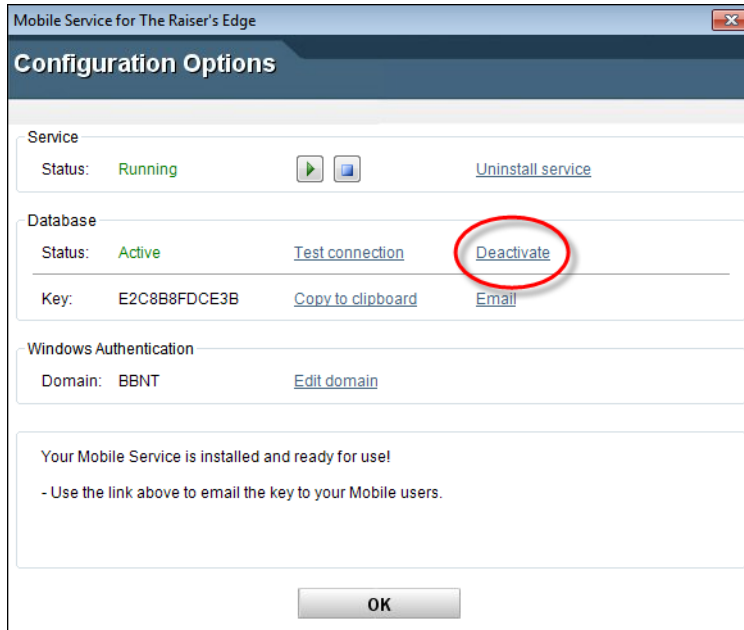 Mobile Service for The Raiser's Edge
Configuration Options
Service
Status: Running Uninstall service
Database
Status: Active Test connection Deactivate
Key: E2C8B8FDCE3B Copy to clipboard Email
Windows Authentication
Domain: BBNT Edit domain
Your Mobile Service is installed and ready for use!
- Use the link above to email the key to your Mobile users.
OK